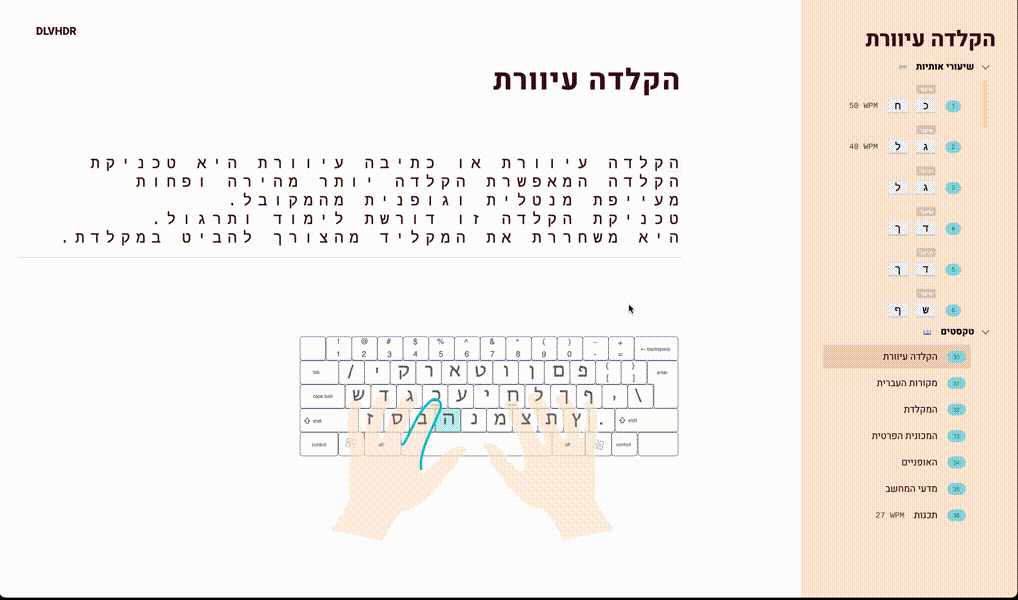 DLVHDR
הקלדה עיוורת
הקלדה עיוורת או כתיבה עיוורת היא טכניקת
הקלדה המאפשרת הקלדה יותר מהירה ופחות
מעייפת מנטלית וגופנית מהמקובל.
טכניקת הקלדה זו דורשת לימוד ותרגול.
היא משחררת את המקליד מהצורך להביט במקלדת.
! @ # $ % ^ & * ( ) - +
1 2 3 4 5 6 7 8 9 0 - = ← backspace
tab / י ק ר א ט ו ן ם פ { [ } ] enter
caps lock ש ד ג כ ע י ח ל ך ף , \
shift ז ס ב ה נ מ צ ת ץ . shift
control alt alt control
הקלדה עיוורת
שיעורי אותיות
1 כ ח 50 WPM
2 ג ל 48 WPM
3 ג ל
4 ד ך
5 ד ך
6 ש ף
טקסטים
30 הקלדה עיוורת
31 מקורות העברית
32 המקלדת
33 המכונית הפרטית
34 האופניים
35 מדעי המחשב
36 תכנות 27 WPM